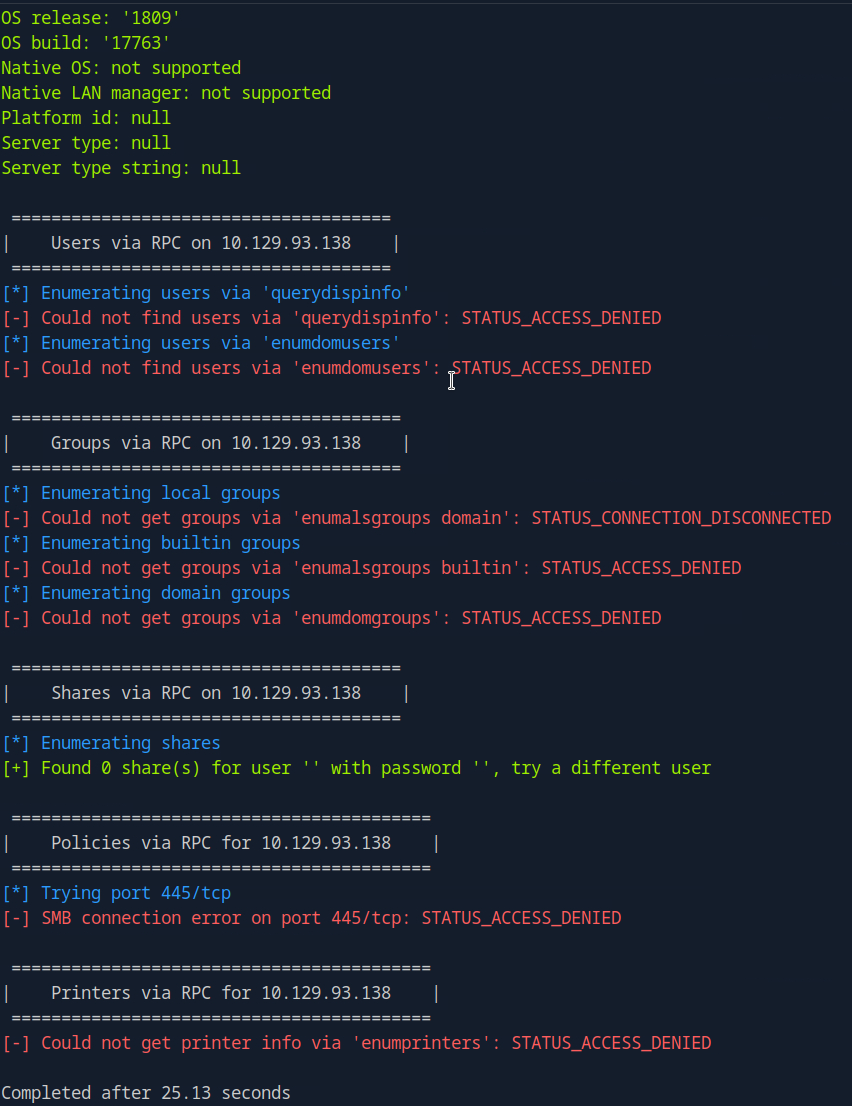 OS release: '1809'
OS build: '17763'
Native OS: not supported
Native LAN manager: not supported
Platform id: null
Server type: null
Server type string: null
======================================
|    Users via RPC on 10.129.93.138    |
======================================
[*] Enumerating users via 'querydispinfo'
[-] Could not find users via 'querydispinfo': STATUS_ACCESS_DENIED
[*] Enumerating users via 'enumdomusers'
[-] Could not find users via 'enumdomusers': STATUS_ACCESS_DENIED
=======================================
|    Groups via RPC on 10.129.93.138    |
=======================================
[*] Enumerating local groups
[-] Could not get groups via 'enumalsgroups domain': STATUS_CONNECTION_DISCONNECTED
[*] Enumerating builtin groups
[-] Could not get groups via 'enumalsgroups builtin': STATUS_ACCESS_DENIED
[*] Enumerating domain groups
[-] Could not get groups via 'enumdomgroups': STATUS_ACCESS_DENIED
=======================================
|    Shares via RPC on 10.129.93.138    |
=======================================
[*] Enumerating shares
[+] Found 0 share(s) for user '' with password '', try a different user
==========================================
|    Policies via RPC for 10.129.93.138    |
==========================================
[*] Trying port 445/tcp
[-] SMB connection error on port 445/tcp: STATUS_ACCESS_DENIED
==========================================
|    Printers via RPC for 10.129.93.138    |
==========================================
[-] Could not get printer info via 'enumprinters': STATUS_ACCESS_DENIED
Completed after 25.13 seconds